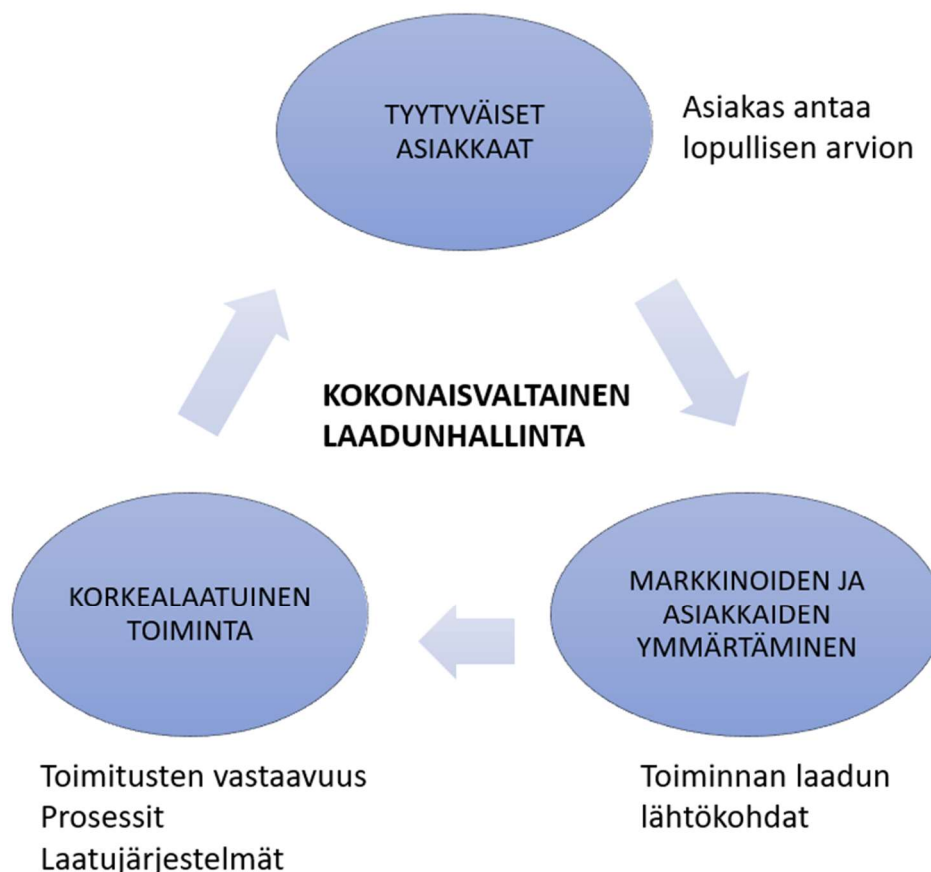 TYYTYVÄISET
ASIAKKAAT
Asiakas antaa
lopullisen arvion
KOKONAISVALTAINEN
LAADUNHALLINTA
KORKEALAATUINEN
TOIMINTA
MARKKINOIDEN JA
ASIAKKAIDEN
YMMÄRTÄMINEN
Toimitusten vastaavuus
Prosessit
Laatujärjestelmät
Toiminnan laadun
lähtökohdat